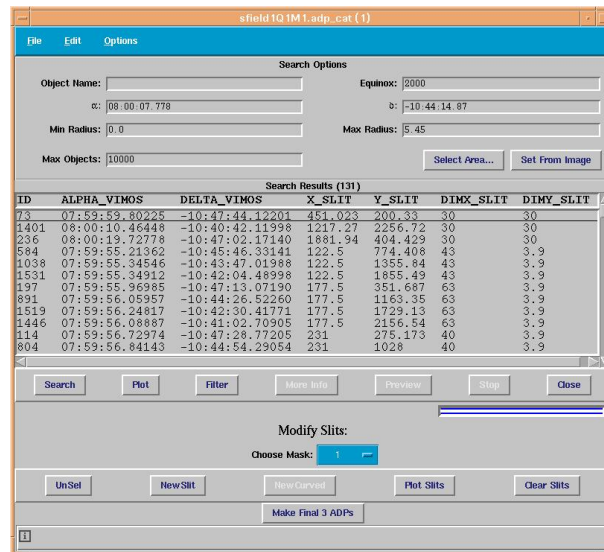 sfield1Q1M1.adp_cat (1)
File Edit Options
Search Options
Object Name: Equinox: 2000
α: 08:00:07.778 δ: -10:44:14.87
Min Radius: 0.0 Max Radius: 5.45
Max Objects: 10000 Select Area... Set From Image
Search Results (131)
ID ALPHA_VIMOS DELTA_VIMOS X_SLIT Y_SLIT DIMX_SLIT DIMY_SLIT
73 07:59:59.80225 -10:47:44.12201 451.023 200.33 30 30
1401 08:00:10.46448 -10:40:42.11998 1217.27 2256.72 30 30
236 08:00:19.72778 -10:47:02.17140 1881.94 404.429 30 30
584 07:59:55.21362 -10:45:46.33141 122.5 774.408 43 3.9
1038 07:59:55.34546 -10:43:47.01988 122.5 1355.84 43 3.9
1531 07:59:55.34912 -10:42:04.48998 122.5 1855.49 43 3.9
155 07:59:55.96985 -10:47:13.07190 177.5 351.687 63 3.9
891 07:59:56.05957 -10:44:26.52260 177.5 1163.35 63 3.9
1519 07:59:56.24817 -10:42:30.41771 177.5 1729.13 63 3.9
1446 07:59:56.08887 -10:41:02.70905 177.5 2156.54 63 3.9
114 07:59:56.72974 -10:47:28.77205 231 275.173 40 3.9
804 07:59:56.84143 -10:44:54.29054 231 1028 40 3.9
Search Plot Filter More Info Preview Stop Close
Modify Slits:
Choose Mask: 1
UnSel New Slit New Curved Plot Slits Clear Slits
Make Final 3 ADPs